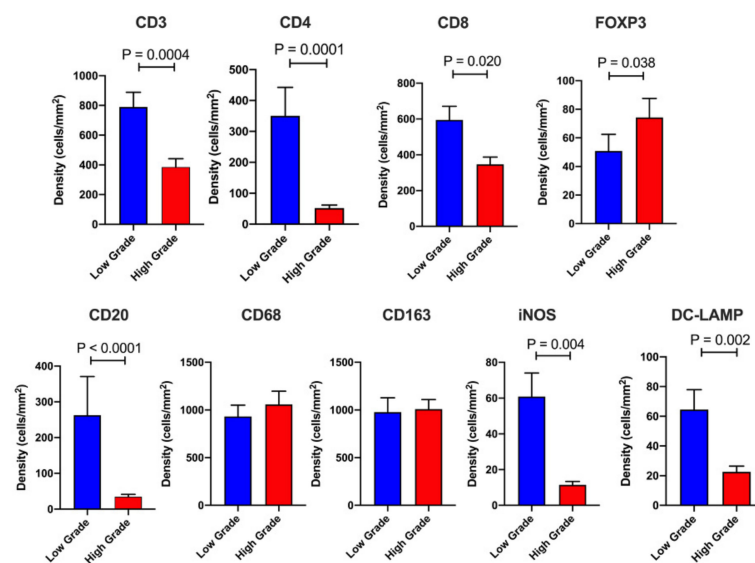 CD3
CD4
CD8
FOXP3
P = 0.0004
P = 0.0001
P = 0.020
P = 0.038
Density (cells/mm²)
1000
800
600
400
200
0
Low Grade
High Grade
Density (cells/mm²)
500
400
300
200
100
0
Low Grade
High Grade
Density (cells/mm²)
800
600
400
200
0
Low Grade
High Grade
Density (cells/mm²)
100
80
60
40
20
0
Low Grade
High Grade
CD20
CD68
CD163
iNOS
DC-LAMP
P < 0.0001
P = 0.004
P = 0.002
Density (cells/mm²)
400
300
200
100
0
Low Grade
High Grade
Density (cells/mm²)
1500
1000
500
0
Low Grade
High Grade
Density (cells/mm²)
1500
1000
500
0
Low Grade
High Grade
Density (cells/mm²)
80
60
40
20
0
Low Grade
High Grade
Density (cells/mm²)
100
80
60
40
20
0
Low Grade
High Grade